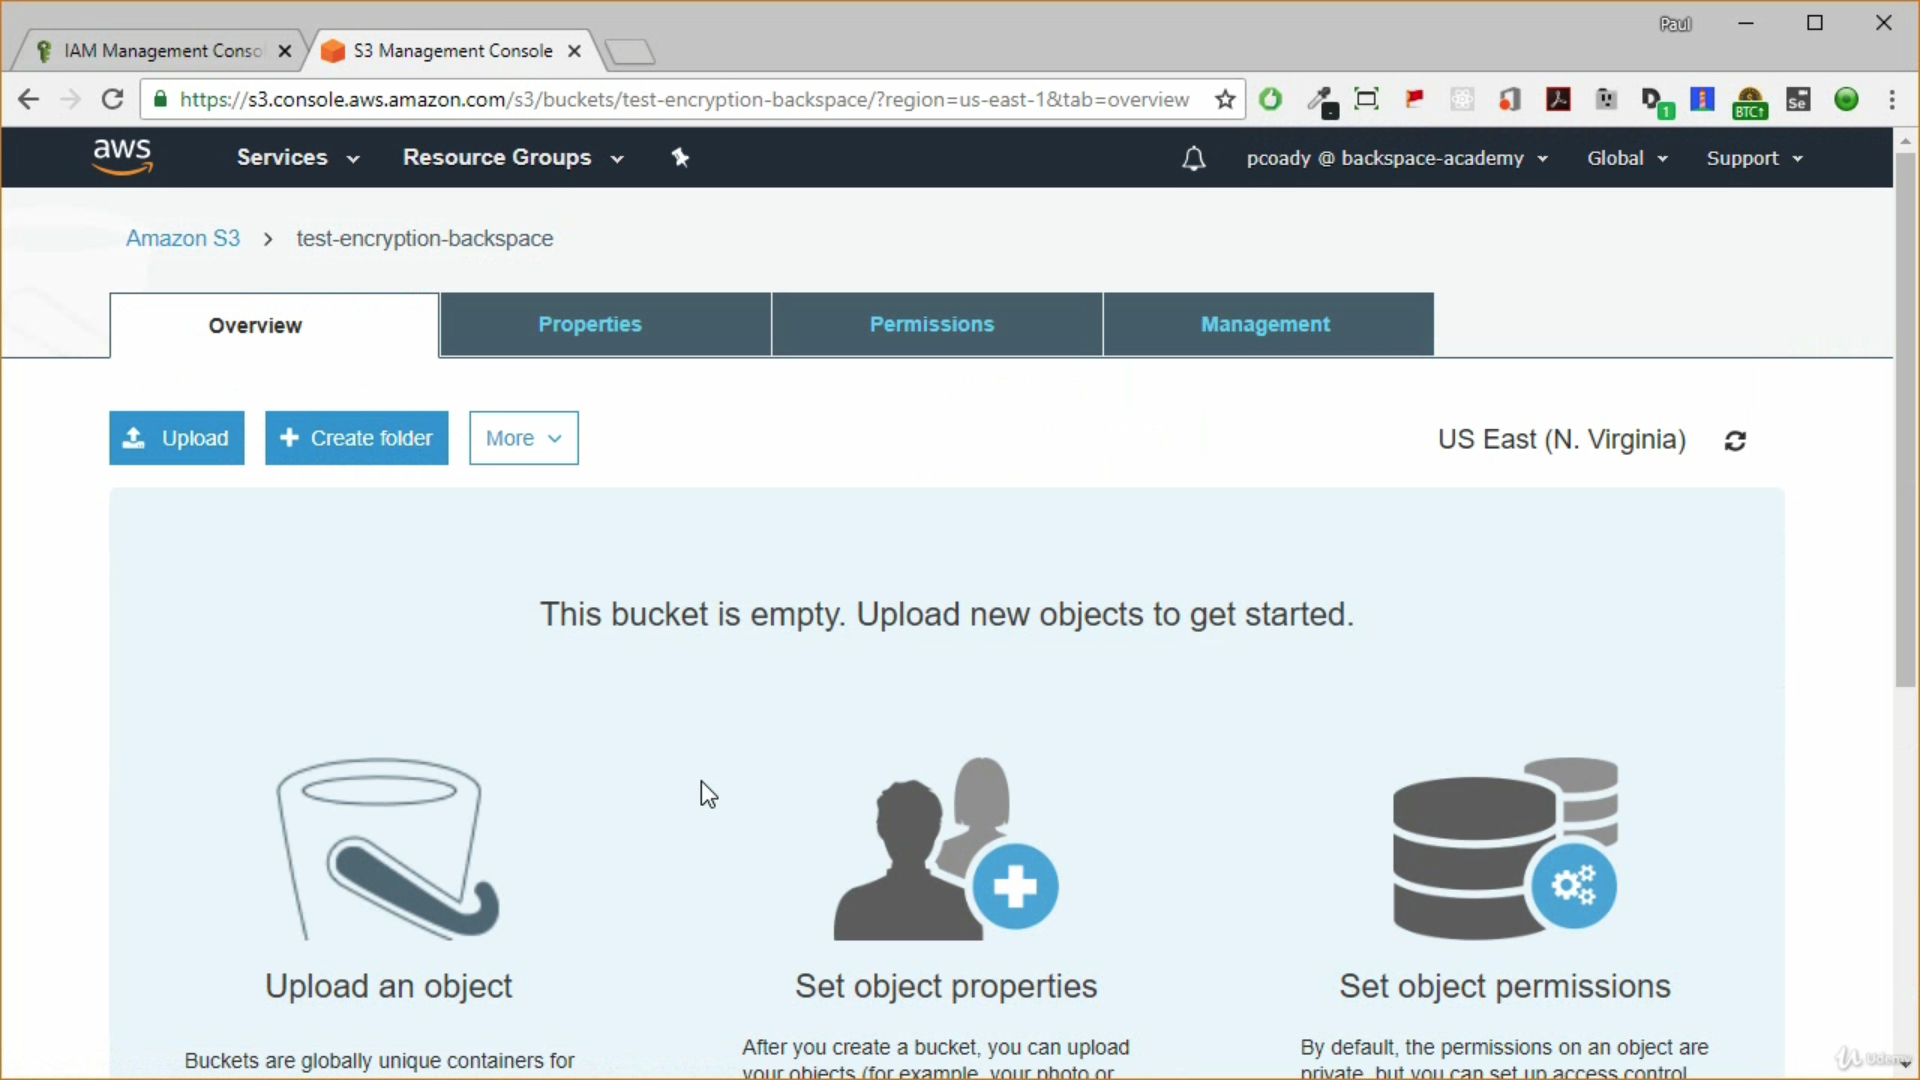 Paul
IAM Management Conso
S3 Management Console
https://s3.console.aws.amazon.com/s3/buckets/test-encryption-backspace/?region=us-east-1&tab=overview
D
1
BTC↑
Se
aws
Services
Resource Groups
pcoady @ backspace-academy
Global
Support
Amazon S3 > test-encryption-backspace
Overview
Properties
Permissions
Management
Upload
Create folder
More
US East (N. Virginia)
This bucket is empty. Upload new objects to get started.
Upload an object
Set object properties
Set object permissions
Buckets are globally unique containers for
After you create a bucket, you can upload
your objects (for example, your photo or
By default, the permissions on an object are
private, but you can set up access control
Udemy